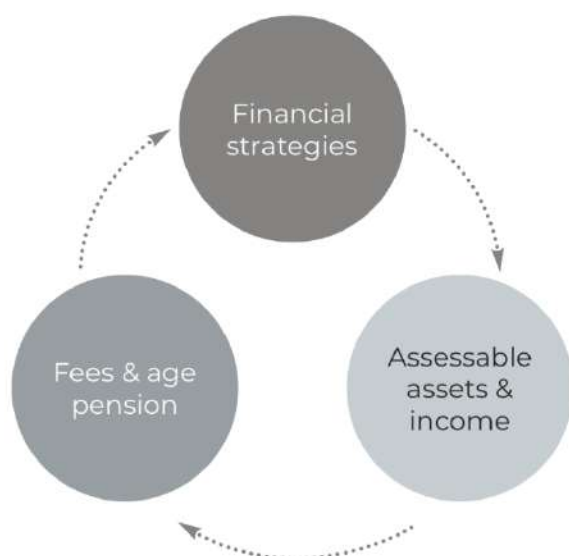 Financial
strategies
Assessable
assets &
income
Fees & age
pension